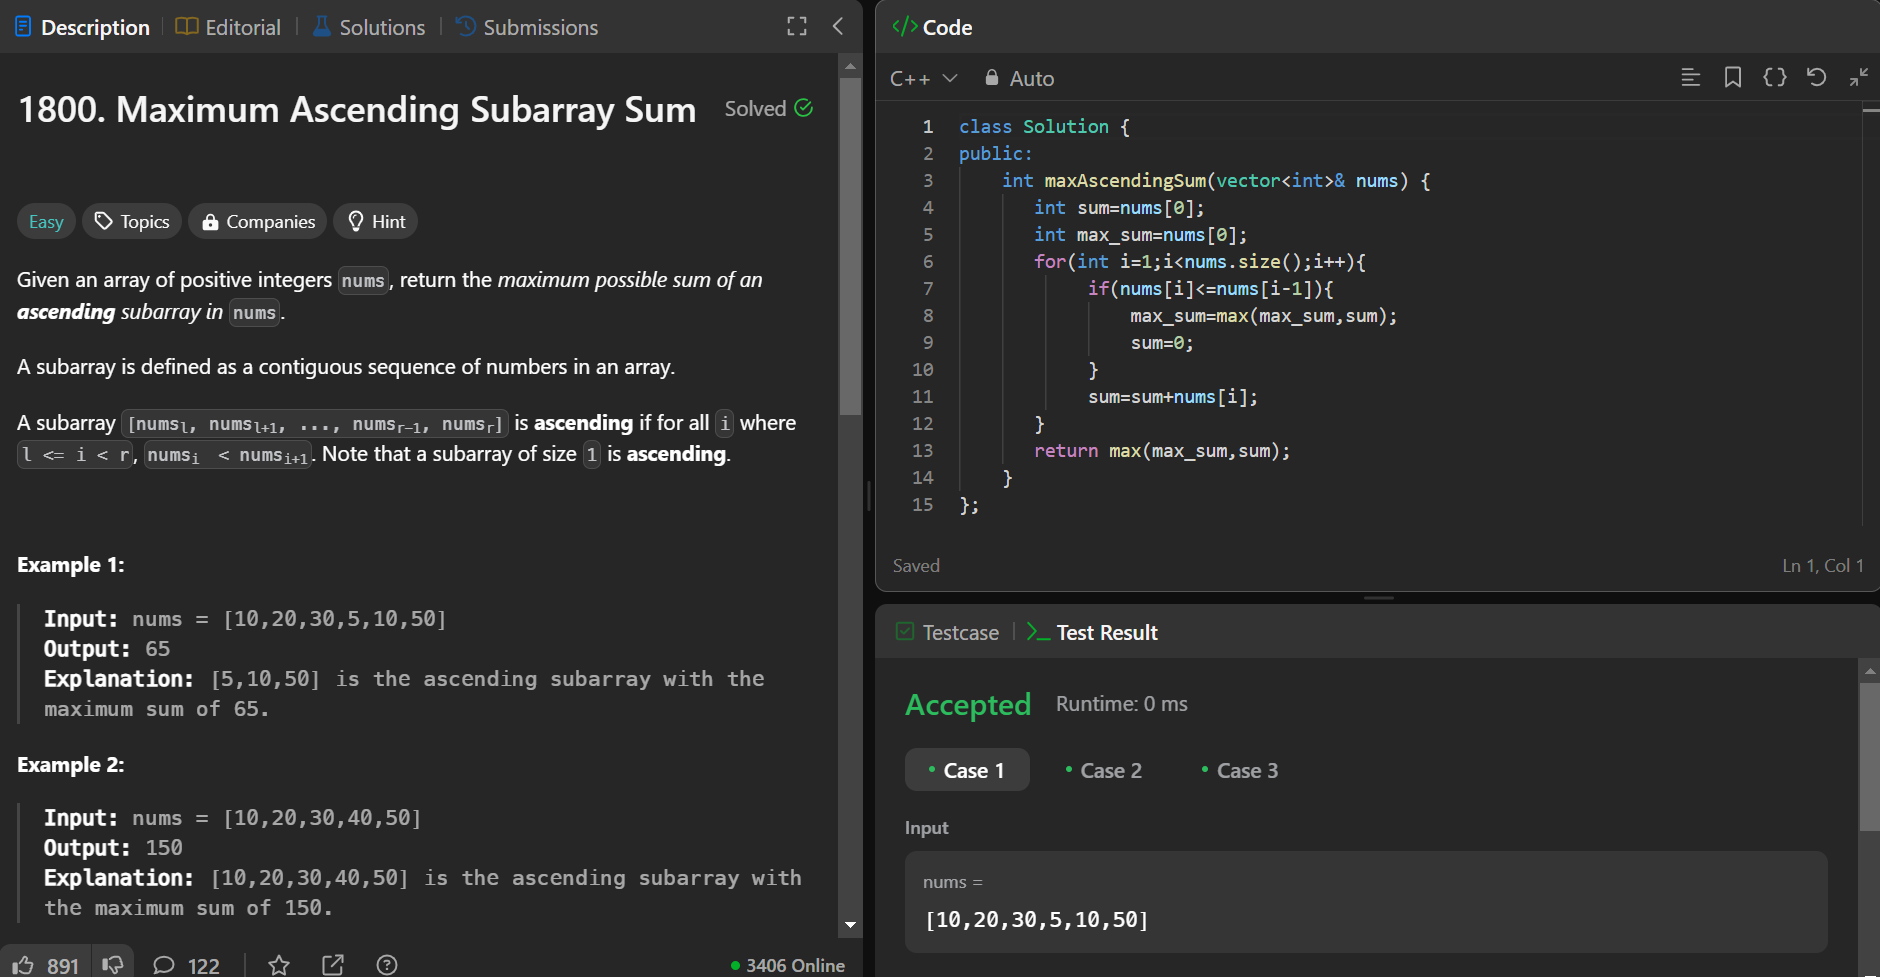 Description
Editorial
Solutions
Submissions
1800. Maximum Ascending Subarray Sum
Solved
Easy
Topics
Companies
Hint
Given an array of positive integers nums, return the maximum possible sum of an
ascending subarray in nums.
A subarray is defined as a contiguous sequence of numbers in an array.
A subarray [numsl, numsl+1, ..., numsr-1, numsr] is ascending if for all i where
l <= i < r, numsi < numsi+1. Note that a subarray of size 1 is ascending.
Example 1:
Input: nums = [10,20,30,5,10,50]
Output: 65
Explanation: [5,10,50] is the ascending subarray with the
maximum sum of 65.
Example 2:
Input: nums = [10,20,30,40,50]
Output: 150
Explanation: [10,20,30,40,50] is the ascending subarray with
the maximum sum of 150.
891
122
3406 Online
</> Code
C++
Auto
1 class Solution {
2 public:
3     int maxAscendingSum(vector<int>& nums) {
4         int sum=nums[0];
5         int max_sum=nums[0];
6         for(int i=1;i<nums.size();i++){
7             if(nums[i]<=nums[i-1]){
8                 max_sum=max(max_sum,sum);
9                 sum=0;
10             }
11             sum=sum+nums[i];
12         }
13         return max(max_sum,sum);
14     }
15 };
Saved
Ln 1, Col 1
Testcase
Test Result
Accepted
Runtime: 0 ms
Case 1
Case 2
Case 3
Input
nums =
[10,20,30,5,10,50]